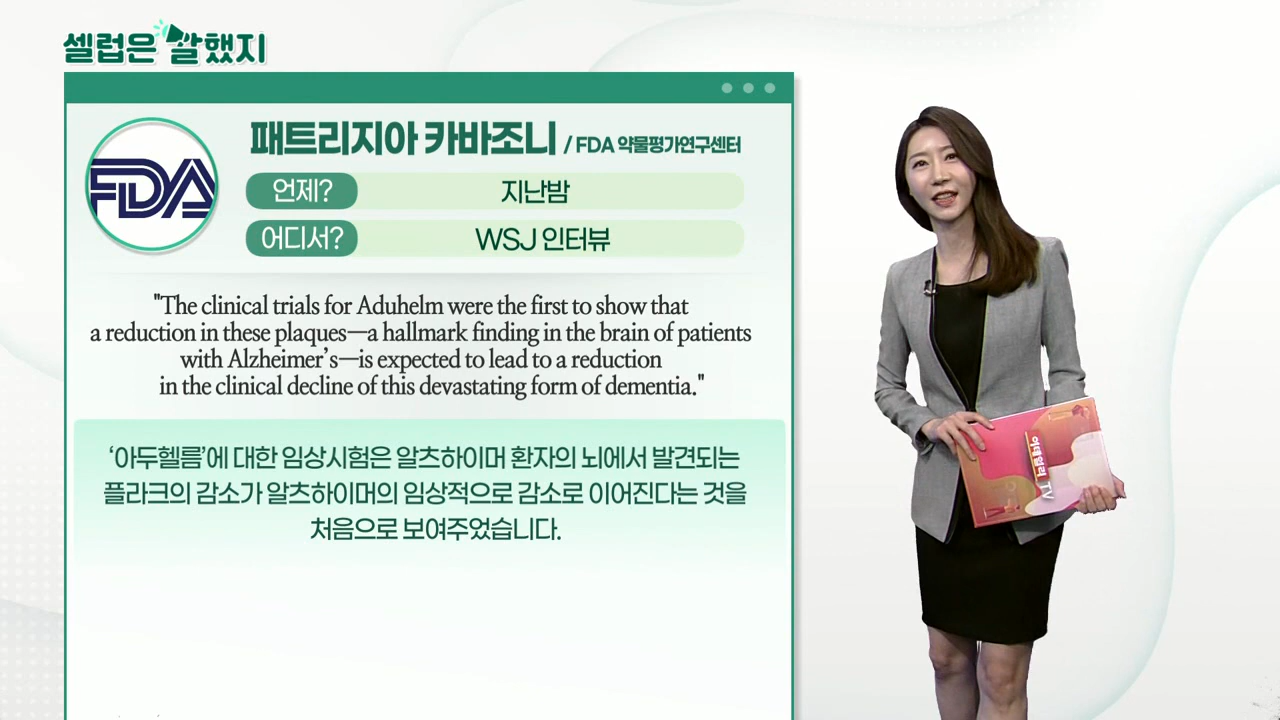 셀럽은 말했지
FDA
패트리지아 카바조니 / FDA 약물평가연구센터
언제? 지난밤
어디서? WSJ 인터뷰
"The clinical trials for Aduhelm were the first to show that
a reduction in these plaques—a hallmark finding in the brain of patients
with Alzheimer’s—is expected to lead to a reduction
in the clinical decline of this devastating form of dementia."
‘아두헬름’에 대한 임상시험은 알츠하이머 환자의 뇌에서 발견되는
플라크의 감소가 알츠하이머의 임상적으로 감소로 이어진다는 것을
처음으로 보여주었습니다.
이데일리 TV